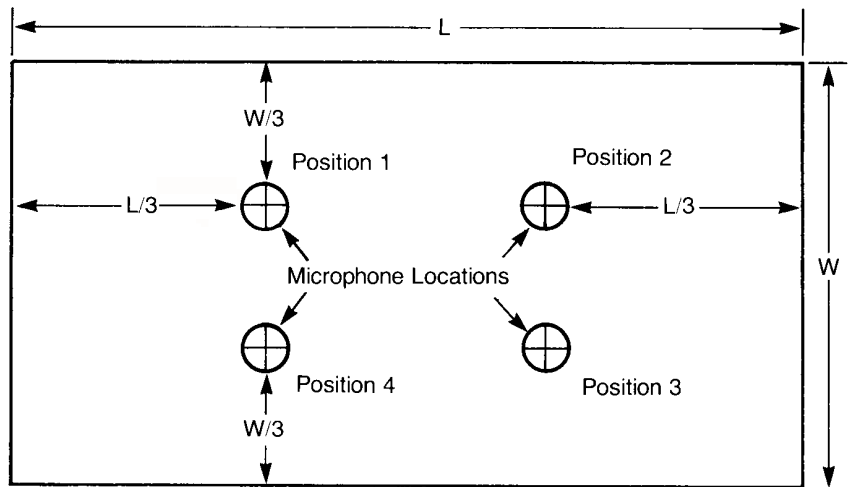 L
W/3
Position 1
Position 2
L/3
L/3
Microphone Locations
W
Position 4
Position 3
W/3